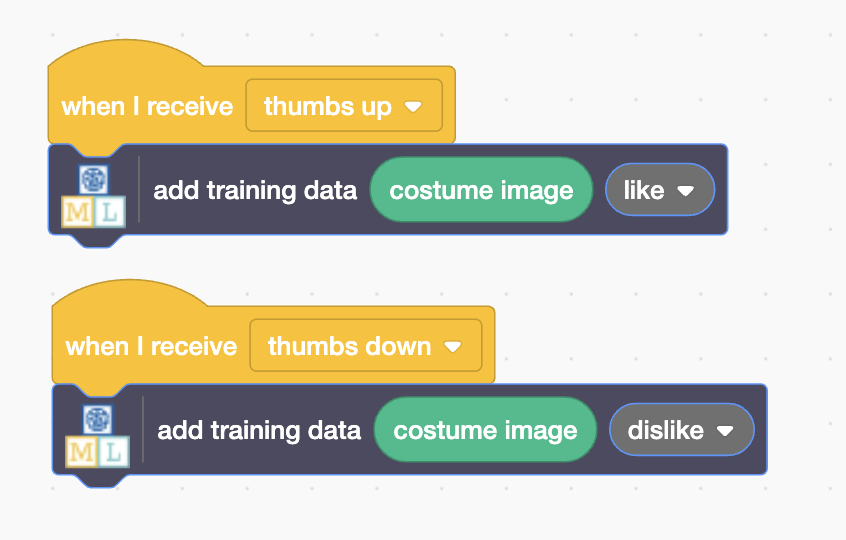 when I receive thumbs up
ML add training data costume image like
when I receive thumbs down
ML add training data costume image dislike